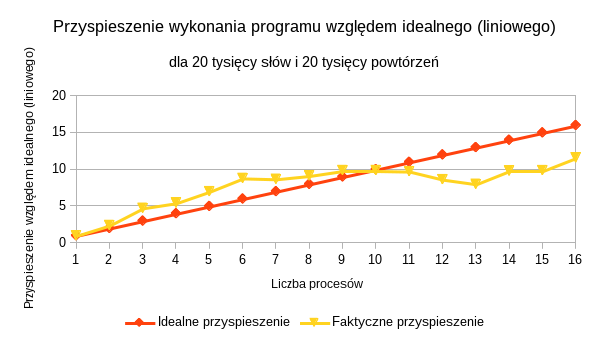 Przyspieszenie wykonania programu względem idealnego (liniowego)
dla 20 tysięcy słów i 20 tysięcy powtórzeń
Przyspieszenie względem idealnego (liniowego)
20
15
10
5
0
1 2 3 4 5 6 7 8 9 10 11 12 13 14 15 16
Liczba procesów
Idealne przyspieszenie Faktyczne przyspieszenie